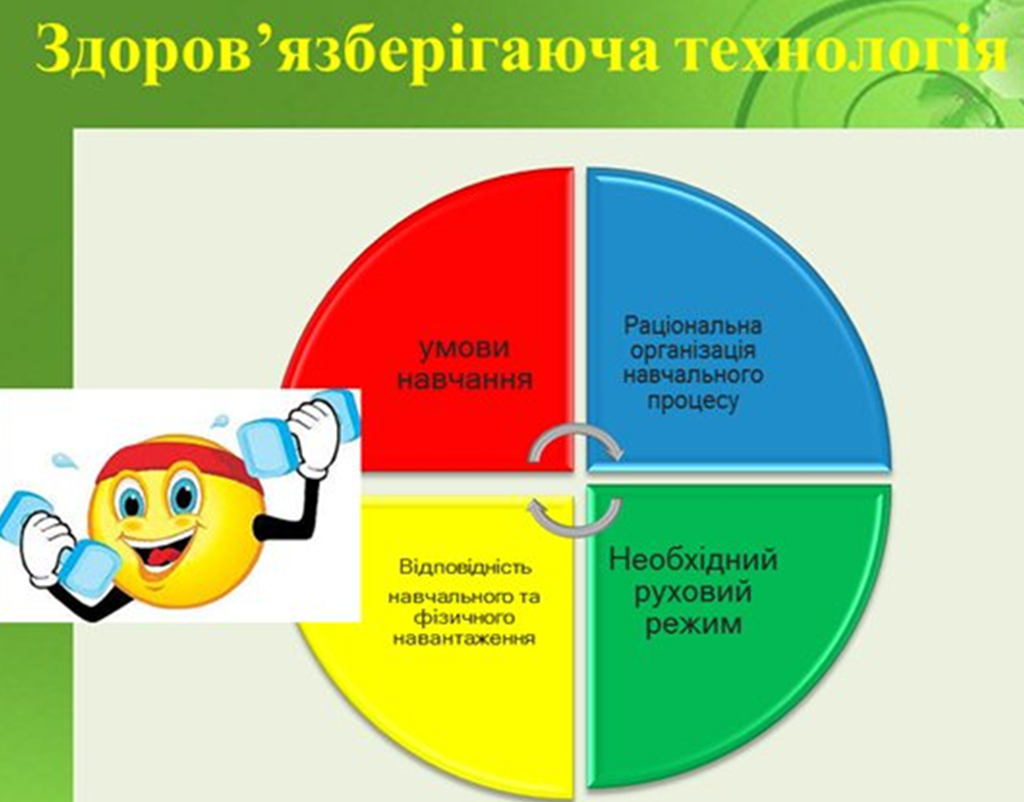 Здоров’язберігаюча технологія
умови
навчання
Раціональна
організація
навчального
процесу
Відповідність
навчального та
фізичного
навантаження
Необхідний
руховий
режим